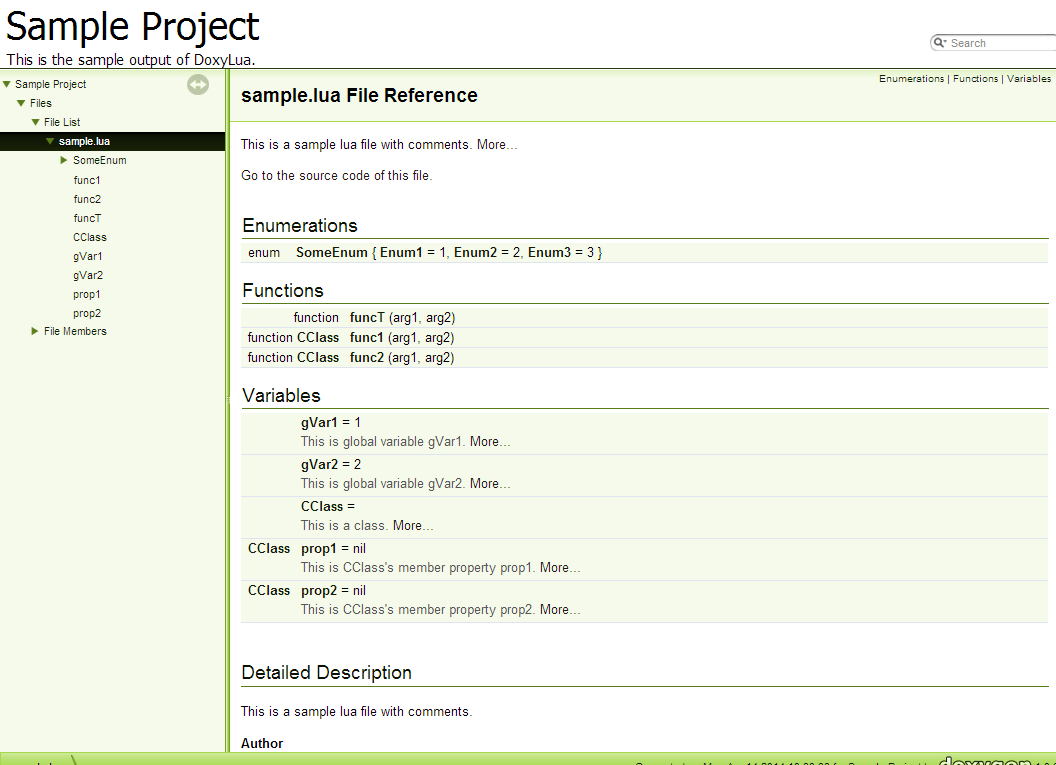 Sample Project
This is the sample output of DoxyLua.
Search
Sample Project
Files
File List
sample.lua
SomeEnum
func1
func2
funcT
CClass
gVar1
gVar2
prop1
prop2
File Members
Enumerations | Functions | Variables
sample.lua File Reference
This is a sample lua file with comments. More...
Go to the source code of this file.
Enumerations
enum SomeEnum { Enum1 = 1, Enum2 = 2, Enum3 = 3 }
Functions
function funcT (arg1, arg2)
function CClass func1 (arg1, arg2)
function CClass func2 (arg1, arg2)
Variables
gVar1 = 1
This is global variable gVar1. More...
gVar2 = 2
This is global variable gVar2. More...
CClass =
This is a class. More...
CClass prop1 = nil
This is CClass's member property prop1. More...
CClass prop2 = nil
This is CClass's member property prop2. More...
Detailed Description
This is a sample lua file with comments.
Author
doxygen